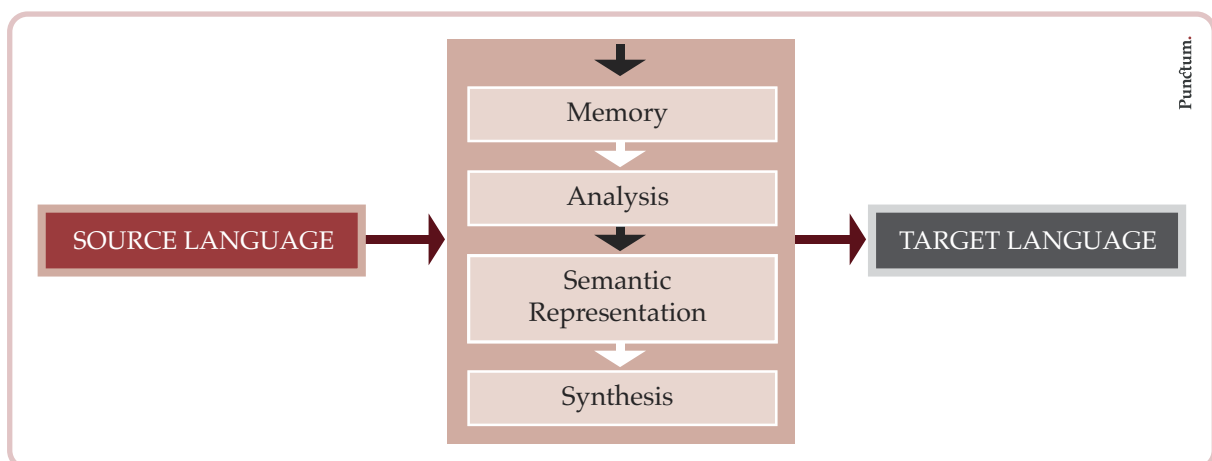 Punctum.
Memory
Analysis
SOURCE LANGUAGE
TARGET LANGUAGE
Semantic
Representation
Synthesis